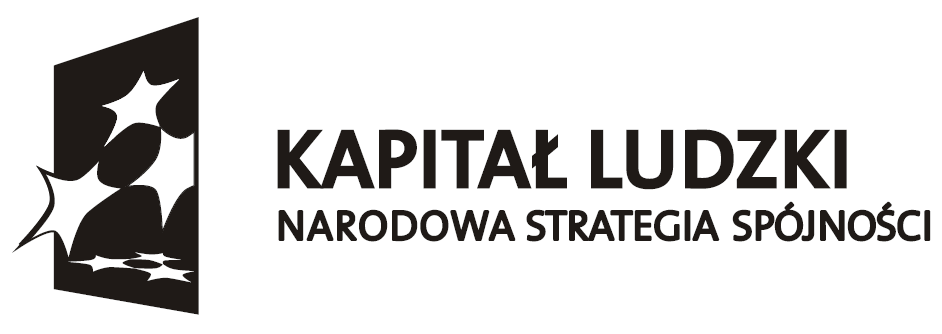 KAPITAŁ LUDZKI
NARODOWA STRATEGIA SPÓJNOŚCI